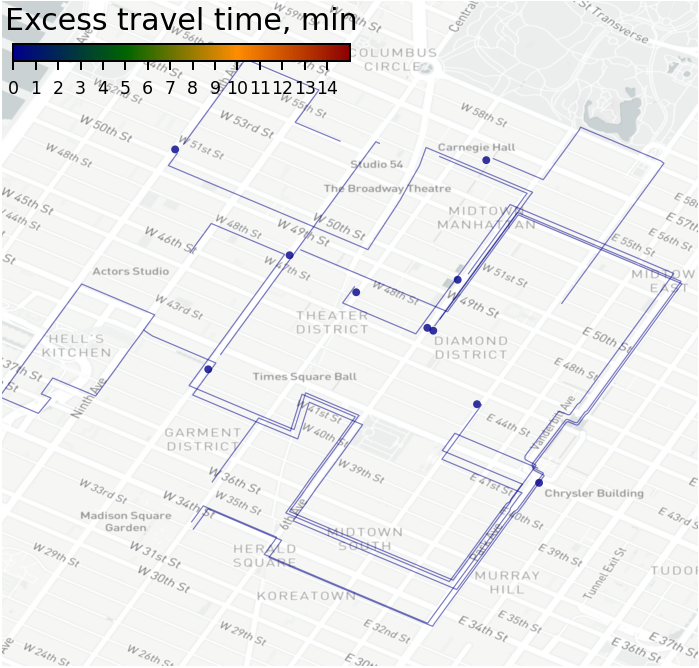 Excess travel time, min
0 1 2 3 4 5 6 7 8 9 10 11 12 13 14
St Transverse
Central
COLUMBUS
CIRCLE
W 55th St
W 58th St
W 53rd St
W 50th St
W 51st St
W 48th St
Carnegie Hall
Studio 54
The Broadway Theatre
W 45th St
44th St
W 46th St
W 48th St
W 49th St
W 50th St
W 47th St
MIDTOWN
MANHATTAN
E 58
E 57th
E 56th St
E 55th St
Actors Studio
W 51st St
MIDTOWN
EAST
W 48th St
W 49th St
W 43rd St
THEATER
DISTRICT
DIAMOND
DISTRICT
E 50th St
HELL'S
KITCHEN
37th St
Ninth Ave
Times Square Ball
E 48th St
W 41st St
W 40th St
E 44th St
Vanderbilt Ave
GARMENT
DISTRICT
W 39th St
W 36th St
W 35th St
W 33rd St
W 34th St
E 41st St
Chrysler Building
Madison Square
Garden
6th Ave
40th St
E 43rd S
W 31st St
W 29th St
W 30th St
HERALD
SQUARE
MIDTOWN
SOUTH
Park Ave
E 39th St
Tunnel Exit St
MURRAY
HILL
TUDOR
KOREATOWN
W 29th St
E 32nd St
E 34th St
E 35th St
E 36th St
E 37th St
W 24th St
W 26th St
E 30th